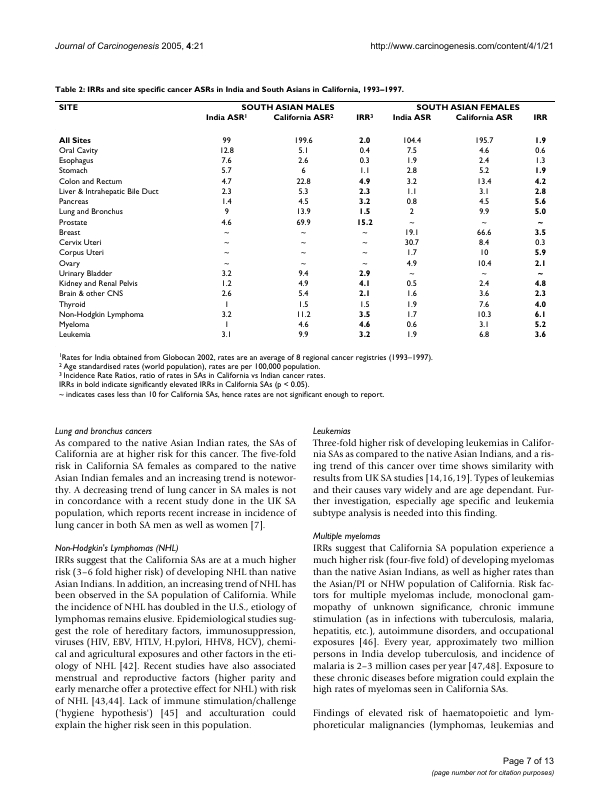 Journal of Carcinogenesis 2005, 4:21 http://www.carcinogenesis.com/content/4/1/21
Table 2: IRRs and site specific cancer ASRs in India and South Asians in California, 1993–1997.
SITE SOUTH ASIAN MALES SOUTH ASIAN FEMALES
India ASR¹ California ASR² IRR³ India ASR California ASR IRR
All Sites 99 199.6 2.0 104.4 195.7 1.9
Oral Cavity 12.8 5.1 0.4 7.5 4.6 0.6
Esophagus 7.6 2.6 0.3 1.9 2.4 1.3
Stomach 5.7 6 1.1 2.8 5.2 1.9
Colon and Rectum 4.7 22.8 4.9 3.2 13.4 4.2
Liver & Intrahepatic Bile Duct 2.3 5.3 2.3 1.1 3.1 2.8
Pancreas 1.4 4.5 3.2 0.8 4.5 5.6
Lung and Bronchus 9 13.9 1.5 2 9.9 5.0
Prostate 4.6 69.9 15.2 ~ ~ ~
Breast ~ ~ ~ 19.1 66.6 3.5
Cervix Uteri ~ ~ ~ 30.7 8.4 0.3
Corpus Uteri ~ ~ ~ 1.7 10 5.9
Ovary ~ ~ ~ 4.9 10.4 2.1
Urinary Bladder 3.2 9.4 2.9 ~ ~ ~
Kidney and Renal Pelvis 1.2 4.9 4.1 0.5 2.4 4.8
Brain & other CNS 2.6 5.4 2.1 1.6 3.6 2.3
Thyroid 1 1.5 1.5 1.9 7.6 4.0
Non-Hodgkin Lymphoma 3.2 11.2 3.5 1.7 10.3 6.1
Myeloma 1 4.6 4.6 0.6 3.1 5.2
Leukemia 3.1 9.9 3.2 1.9 6.8 3.6
¹Rates for India obtained from Globocan 2002, rates are an average of 8 regional cancer registries (1993–1997).
² Age standardised rates (world population), rates are per 100,000 population.
³ Incidence Rate Ratios, ratio of rates in SAs in California vs Indian cancer rates.
IRRs in bold indicate significantly elevated IRRs in California SAs (p < 0.05).
~ indicates cases less than 10 for California SAs, hence rates are not significant enough to report.
Lung and bronchus cancers
As compared to the native Asian Indian rates, the SAs of
California are at higher risk for this cancer. The five-fold
risk in California SA females as compared to the native
Asian Indian females and an increasing trend is notewor-
thy. A decreasing trend of lung cancer in SA males is not
in concordance with a recent study done in the UK SA
population, which reports recent increase in incidence of
lung cancer in both SA men as well as women [7].
Non-Hodgkin's Lymphomas (NHL)
IRRs suggest that the California SAs are at a much higher
risk (3–6 fold higher risk) of developing NHL than native
Asian Indians. In addition, an increasing trend of NHL has
been observed in the SA population of California. While
the incidence of NHL has doubled in the U.S., etiology of
lymphomas remains elusive. Epidemiological studies sug-
gest the role of hereditary factors, immunosuppression,
viruses (HIV, EBV, HTLV, H.pylori, HHV8, HCV), chemi-
cal and agricultural exposures and other factors in the eti-
ology of NHL [42]. Recent studies have also associated
menstrual and reproductive factors (higher parity and
early menarche offer a protective effect for NHL) with risk
of NHL [43,44]. Lack of immune stimulation/challenge
('hygiene hypothesis') [45] and acculturation could
explain the higher risk seen in this population.
Leukemias
Three-fold higher risk of developing leukemias in Califor-
nia SAs as compared to the native Asian Indians, and a ris-
ing trend of this cancer over time shows similarity with
results from UK SA studies [14,16,19]. Types of leukemias
and their causes vary widely and are age dependant. Fur-
ther investigation, especially age specific and leukemia
subtype analysis is needed into this finding.
Multiple myelomas
IRRs suggest that California SA population experience a
much higher risk (four-five fold) of developing myelomas
than the native Asian Indians, as well as higher rates than
the Asian/PI or NHW population of California. Risk fac-
tors for multiple myelomas include, monoclonal gam-
mopathy of unknown significance, chronic immune
stimulation (as in infections with tuberculosis, malaria,
hepatitis, etc.), autoimmune disorders, and occupational
exposures [46]. Every year, approximately two million
persons in India develop tuberculosis, and incidence of
malaria is 2–3 million cases per year [47,48]. Exposure to
these chronic diseases before migration could explain the
high rates of myelomas seen in California SAs.
Findings of elevated risk of haematopoietic and lym-
phoreticular malignancies (lymphomas, leukemias and
Page 7 of 13
(page number not for citation purposes)